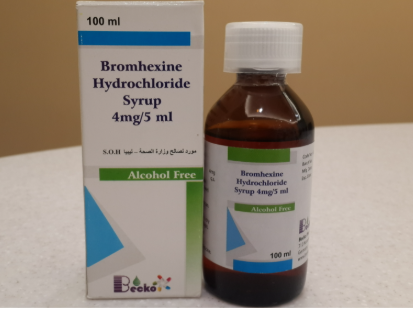 100 ml
Bromhexine
Hydrochloride
Syrup
4mg/5 ml
S.O.H مورد لصالح وزارة الصحة - ليبيا
Alcohol Free
Becko
Bromhexine
Hydrochloride
Syrup 4mg/5 ml
Alcohol Free
100 ml